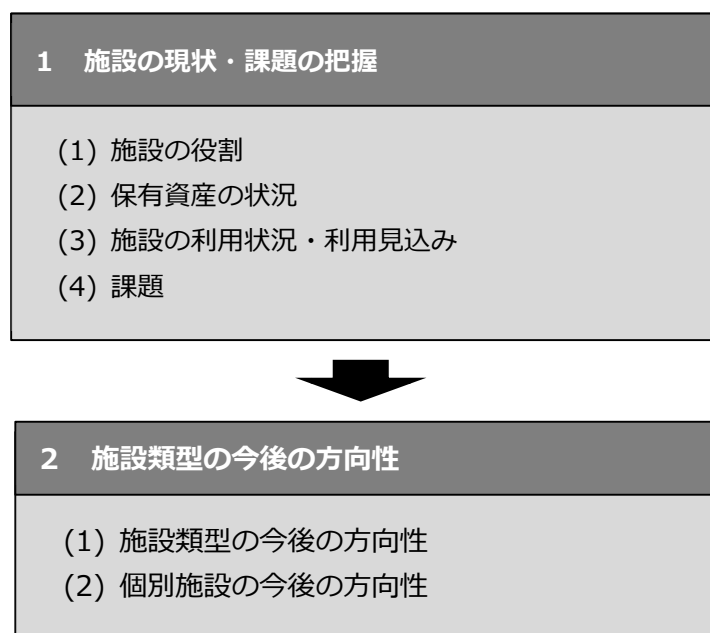 1 施設の現状・課題の把握
(1) 施設の役割
(2) 保有資産の状況
(3) 施設の利用状況・利用見込み
(4) 課題
2 施設類型の今後の方向性
(1) 施設類型の今後の方向性
(2) 個別施設の今後の方向性